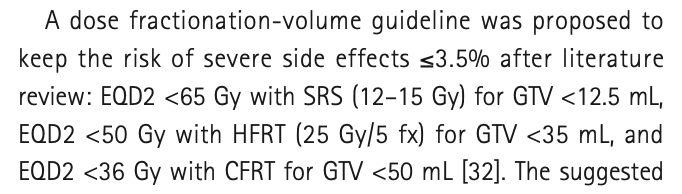 A dose fractionation-volume guideline was proposed to
keep the risk of severe side effects ≤3.5% after literature
review: EQD2 <65 Gy with SRS (12–15 Gy) for GTV <12.5 mL,
EQD2 <50 Gy with HFRT (25 Gy/5 fx) for GTV <35 mL, and
EQD2 <36 Gy with CFRT for GTV <50 mL [32]. The suggested